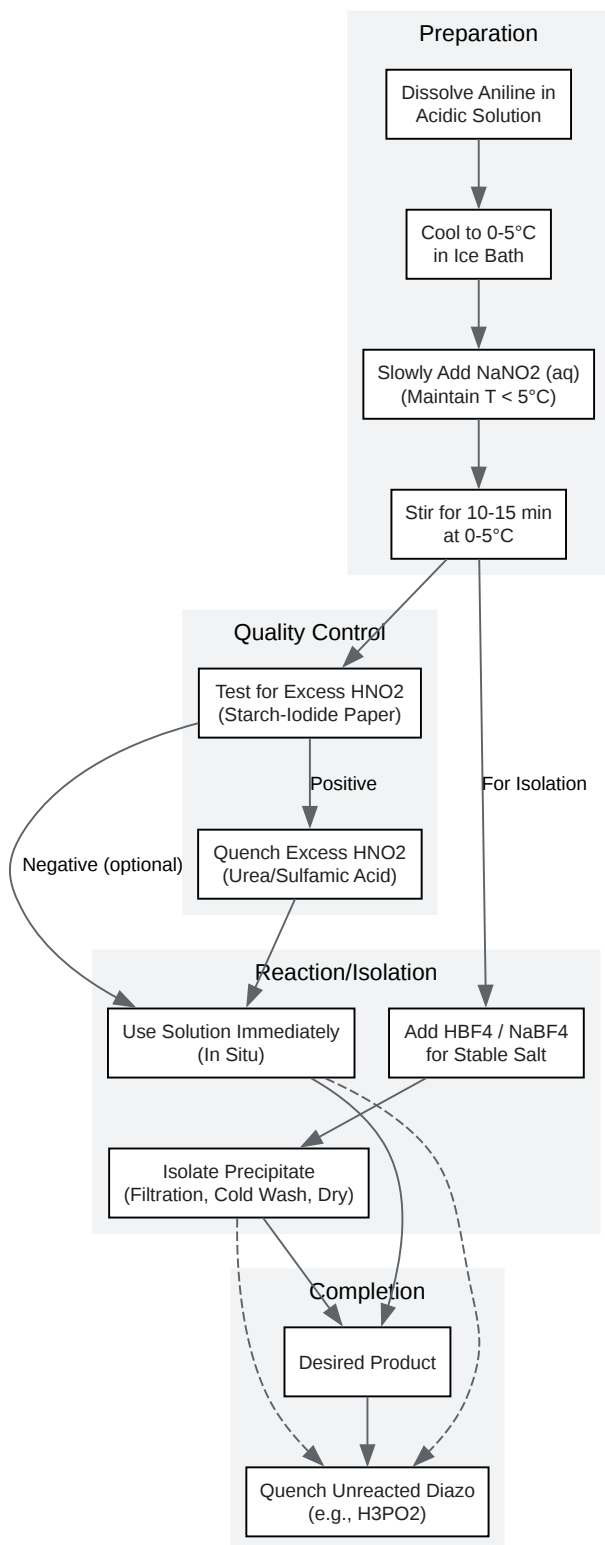 Preparation
Dissolve Aniline in
Acidic Solution
Cool to 0-5°C
in Ice Bath
Slowly Add NaNO2 (aq)
(Maintain T < 5°C)
Stir for 10-15 min
at 0-5°C
Quality Control
Test for Excess HNO2
(Starch-Iodide Paper)
Positive
For Isolation
Quench Excess HNO2
(Urea/Sulfamic Acid)
Negative (optional)
Reaction/Isolation
Use Solution Immediately
(In Situ)
Add HBF4 / NaBF4
for Stable Salt
Isolate Precipitate
(Filtration, Cold Wash, Dry)
Completion
Desired Product
Quench Unreacted Diazo
(e.g., H3PO2)